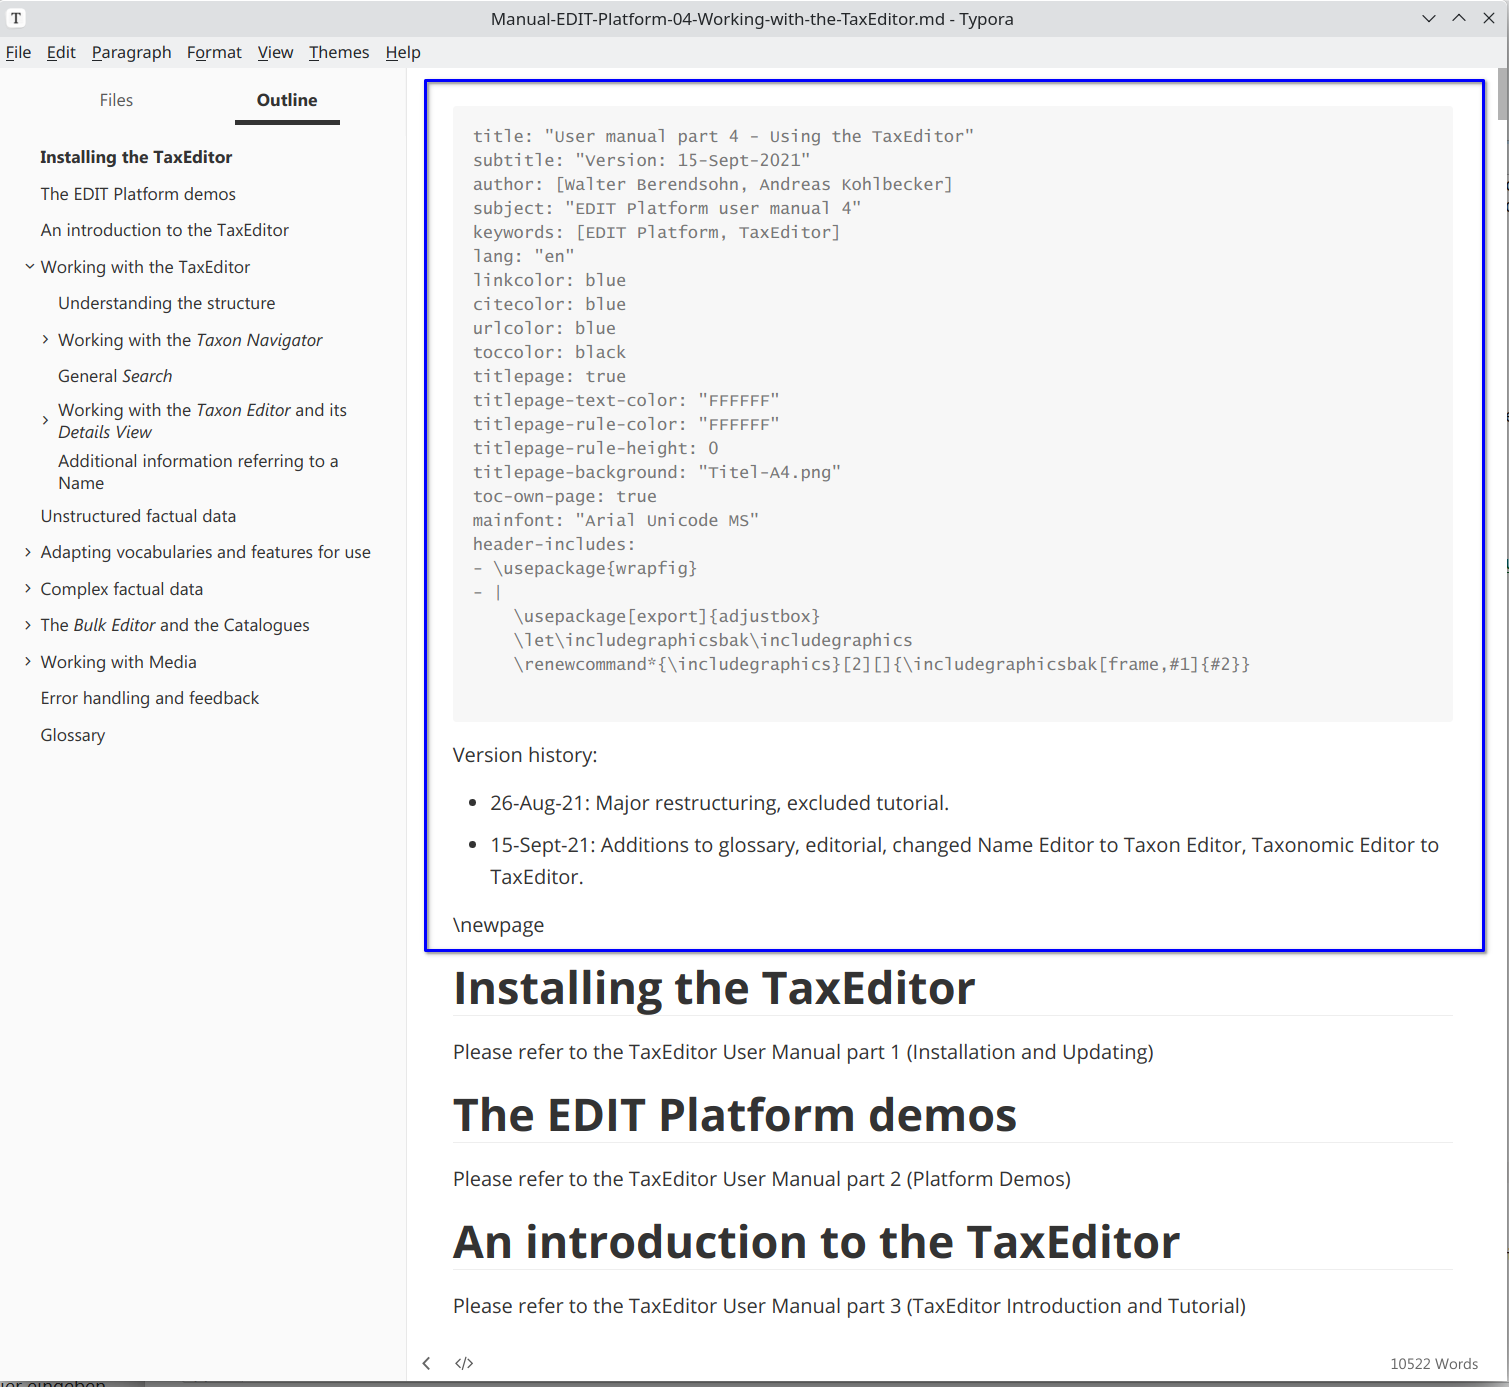 T
Manual-EDIT-Platform-04-Working-with-the-TaxEditor.md - Typora
File Edit Paragraph Format View Themes Help
Files Outline
Installing the TaxEditor
The EDIT Platform demos
An introduction to the TaxEditor
Working with the TaxEditor
Understanding the structure
Working with the Taxon Navigator
General Search
Working with the Taxon Editor and its
Details View
Additional information referring to a
Name
Unstructured factual data
Adapting vocabularies and features for use
Complex factual data
The Bulk Editor and the Catalogues
Working with Media
Error handling and feedback
Glossary
title: "User manual part 4 - Using the TaxEditor"
subtitle: "Version: 15-Sept-2021"
author: [Walter Berendsohn, Andreas Kohlbecker]
subject: "EDIT Platform user manual 4"
keywords: [EDIT Platform, TaxEditor]
lang: "en"
linkcolor: blue
citecolor: blue
urlcolor: blue
toccolor: black
titlepage: true
titlepage-text-color: "FFFFFF"
titlepage-rule-color: "FFFFFF"
titlepage-rule-height: 0
titlepage-background: "Titel-A4.png"
toc-own-page: true
mainfont: "Arial Unicode MS"
header-includes:
- \usepackage{wrapfig}
- |
    \usepackage[export]{adjustbox}
    \let\includegraphicsbak\includegraphics
    \renewcommand*{\includegraphics}[2][]{\includegraphicsbak[frame,#1]{#2}}
Version history:
• 26-Aug-21: Major restructuring, excluded tutorial.
• 15-Sept-21: Additions to glossary, editorial, changed Name Editor to Taxon Editor, Taxonomic Editor to
TaxEditor.
\newpage
Installing the TaxEditor
Please refer to the TaxEditor User Manual part 1 (Installation and Updating)
The EDIT Platform demos
Please refer to the TaxEditor User Manual part 2 (Platform Demos)
An introduction to the TaxEditor
Please refer to the TaxEditor User Manual part 3 (TaxEditor Introduction and Tutorial)
</> 10522 Words